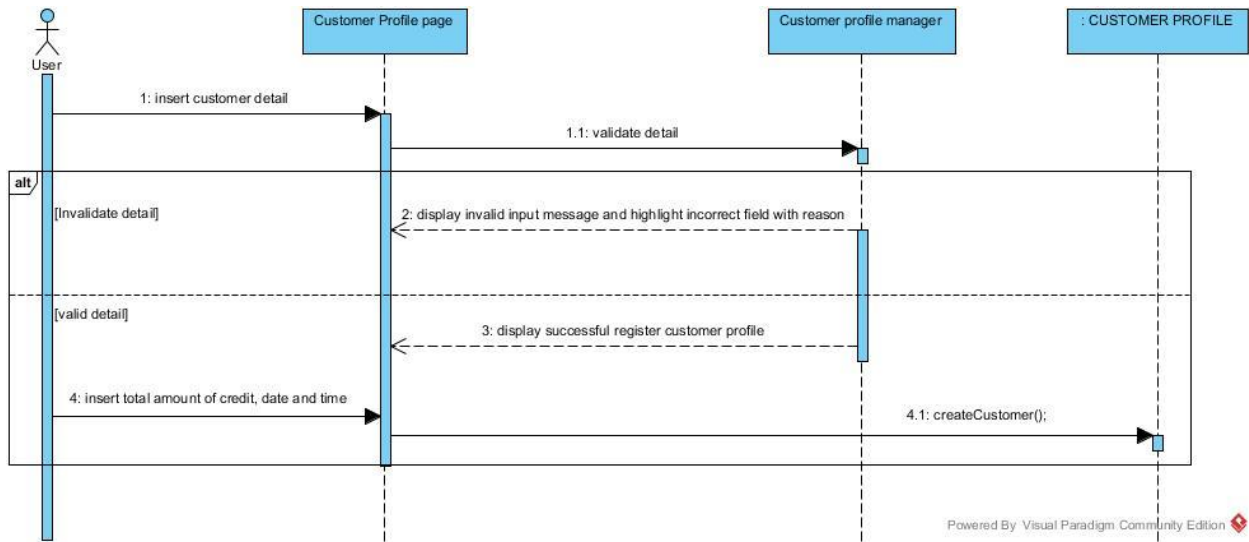 Customer Profile page
Customer profile manager
: CUSTOMER PROFILE
User
1: insert customer detail
1.1: validate detail
alt
[Invalidate detail]
2: display invalid input message and highlight incorrect field with reason
[valid detail]
3: display successful register customer profile
4: insert total amount of credit, date and time
4.1: createCustomer();
Powered By Visual Paradigm Community Edition